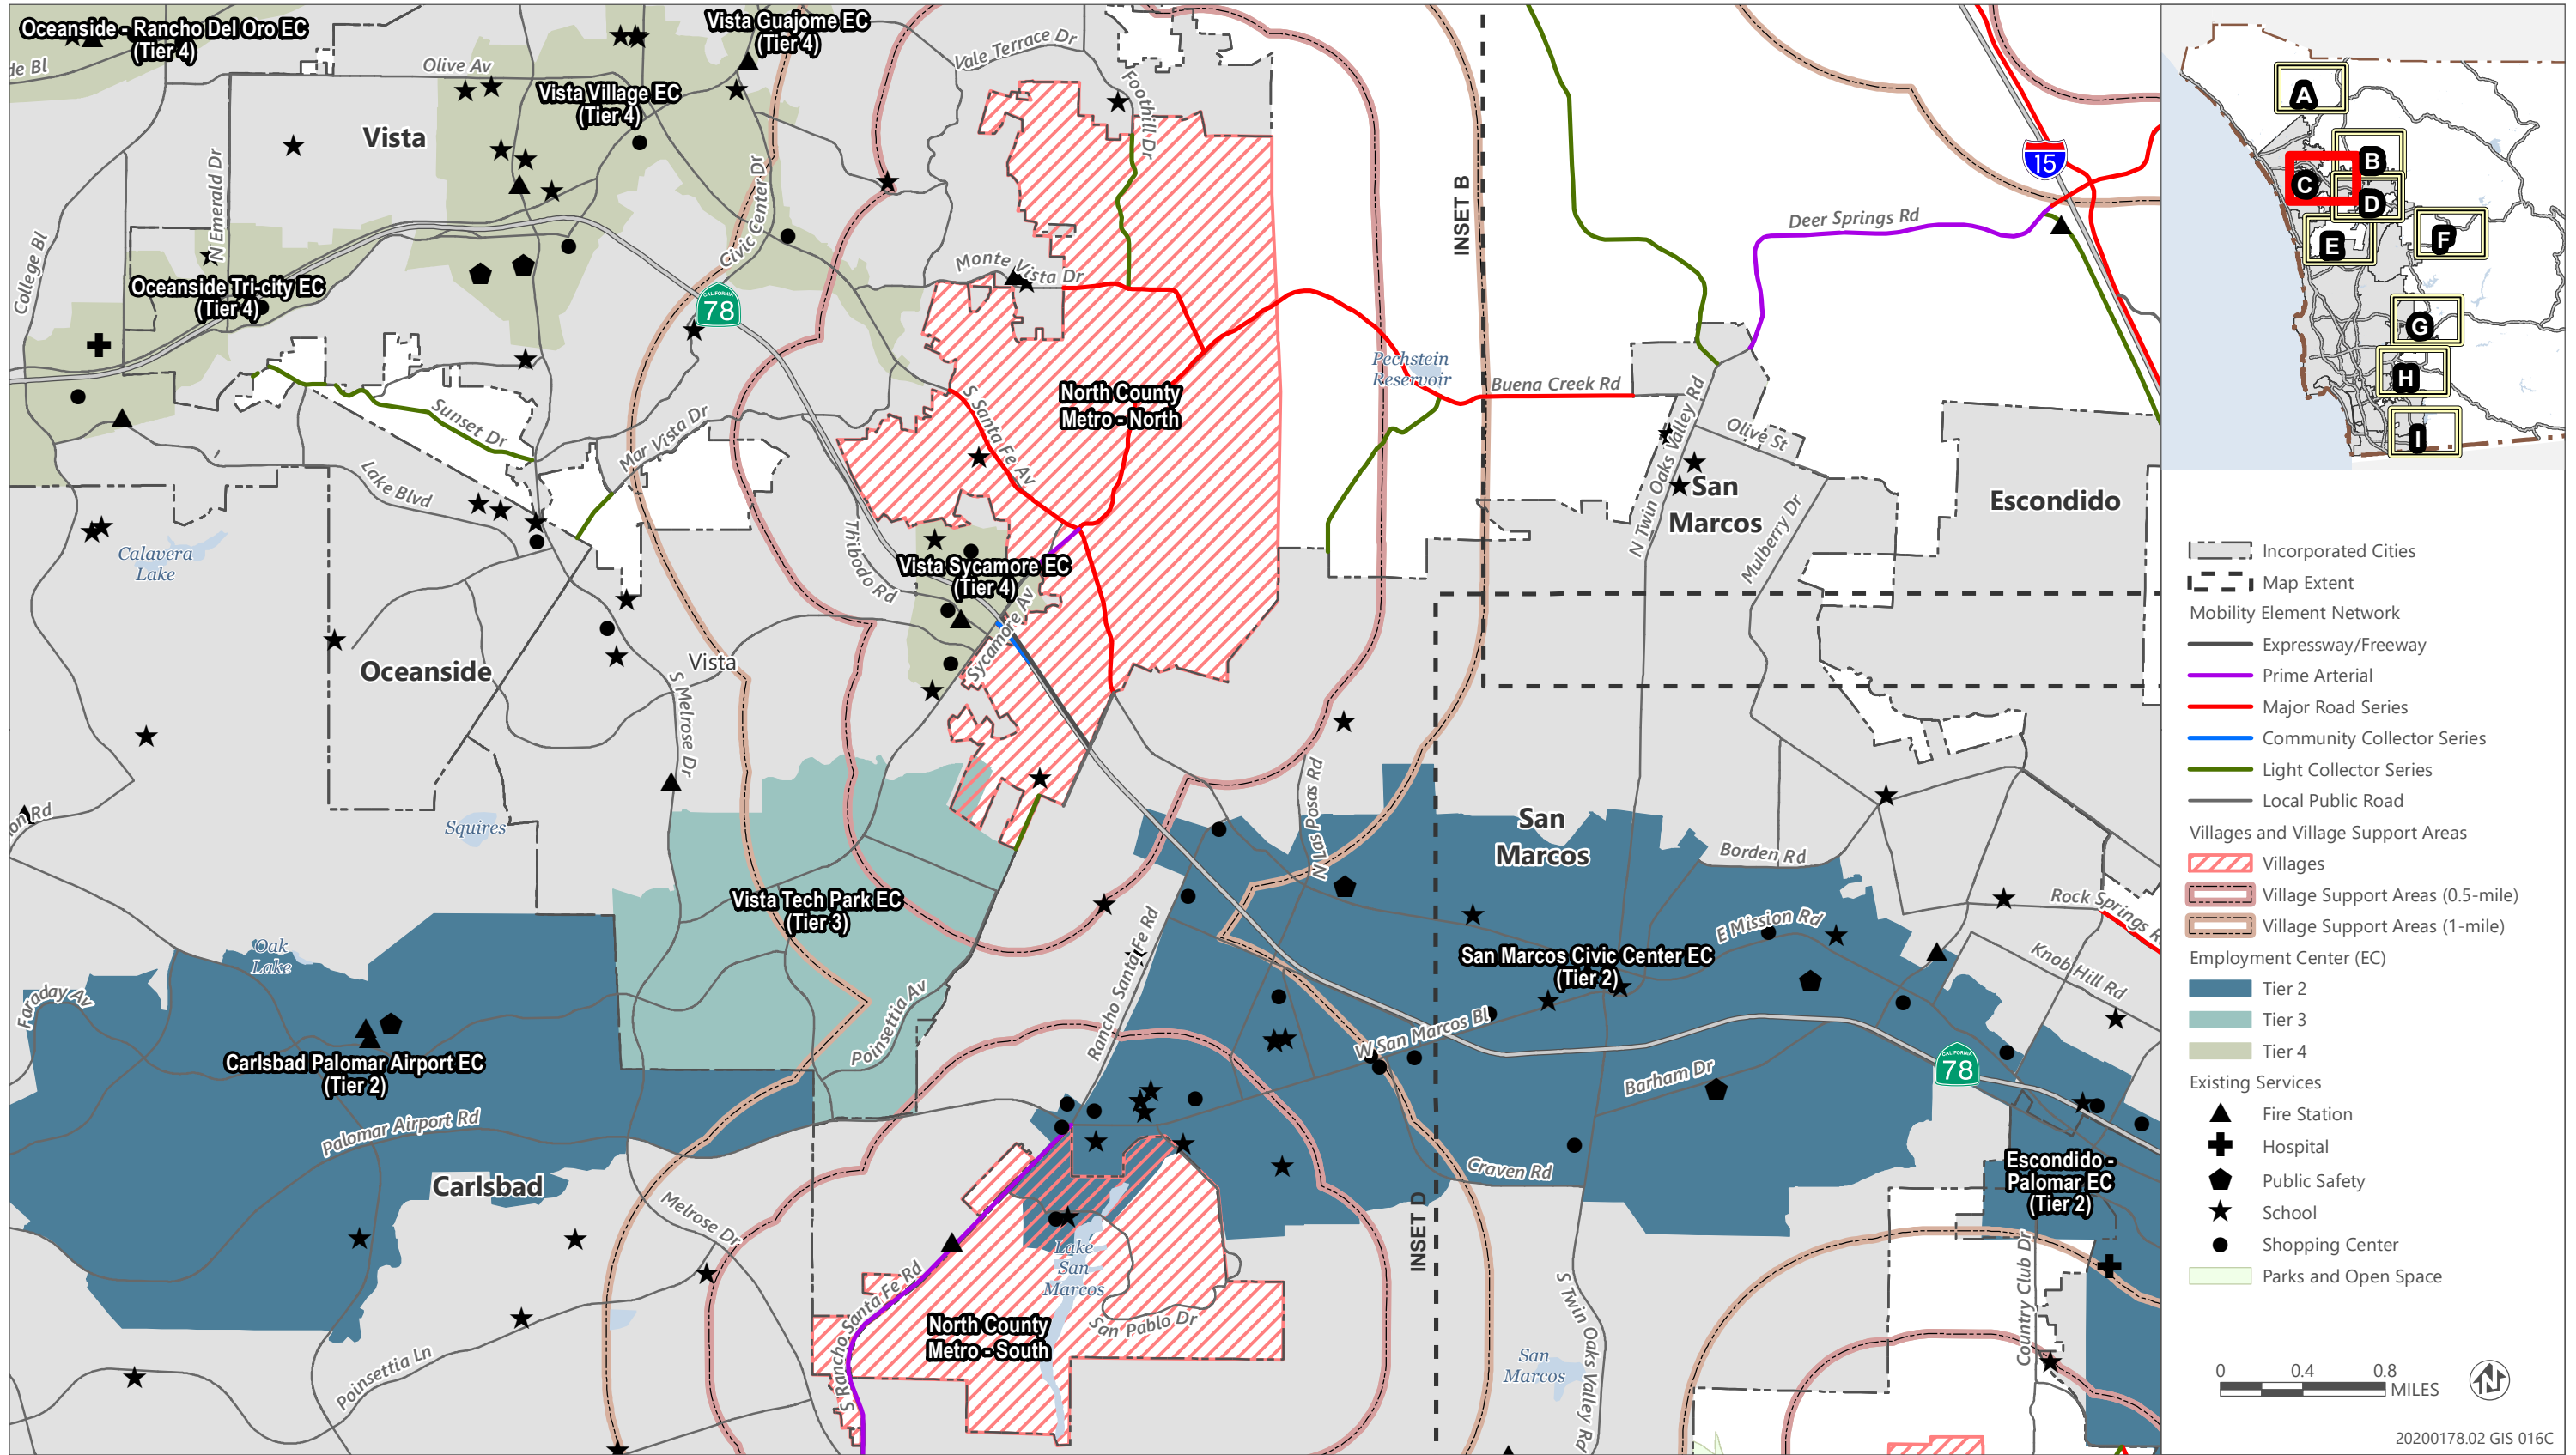 Oceanside - Rancho Del Oro EC
(Tier 4)
Vista Guajome EC
(Tier 4)
Vale Terrace Dr
Foothill Dr
de Bl
Olive Av
Vista Village EC
(Tier 4)
Vista
N Emerald Dr
College Bl
Civic Center Dr
INSET B
15
Deer Springs Rd
Oceanside Tri-city EC
(Tier 4)
Monte Vista Dr
CALIFORNIA
78
Pechstein
Reservoir
Buena Creek Rd
North County
Metro - North
S Santa Fe Av
Sunset Dr
Mar Vista Dr
Lake Blvd
N Twin Oaks Valley Rd
Olive St
San
Marcos
Escondido
Mulberry Dr
Calavera
Lake
Thibodo Rd
Vista Sycamore EC
(Tier 4)
Sycamore Av
Oceanside
Vista
S Melrose Dr
N Las Posas Rd
on Rd
Squires
San
Marcos
Borden Rd
Vista Tech Park EC
(Tier 3)
Rock Springs R
E Mission Rd
Oak
Lake
San Marcos Civic Center EC
(Tier 2)
Knob Hill Rd
Faraday Av
Rancho Santa Fe Rd
Poinsettia Av
W San Marcos Bl
Carlsbad Palomar Airport EC
(Tier 2)
Barham Dr
CALIFORNIA
78
Palomar Airport Rd
Craven Rd
Escondido -
Palomar EC
(Tier 2)
Carlsbad
Melrose Dr
INSET D
Lake
San
Marcos
Country Club Dr
S Rancho Santa Fe Rd
North County
Metro - South
San Pablo Dr
S Twin Oaks Valley Rd
San
Marcos
Poinsettia Ln
A
B
C
D
E
F
G
H
I
Incorporated Cities
Map Extent
Mobility Element Network
Expressway/Freeway
Prime Arterial
Major Road Series
Community Collector Series
Light Collector Series
Local Public Road
Villages and Village Support Areas
Villages
Village Support Areas (0.5-mile)
Village Support Areas (1-mile)
Employment Center (EC)
Tier 2
Tier 3
Tier 4
Existing Services
Fire Station
Hospital
Public Safety
School
Shopping Center
Parks and Open Space
0 0.4 0.8
MILES
N
20200178.02 GIS 016C